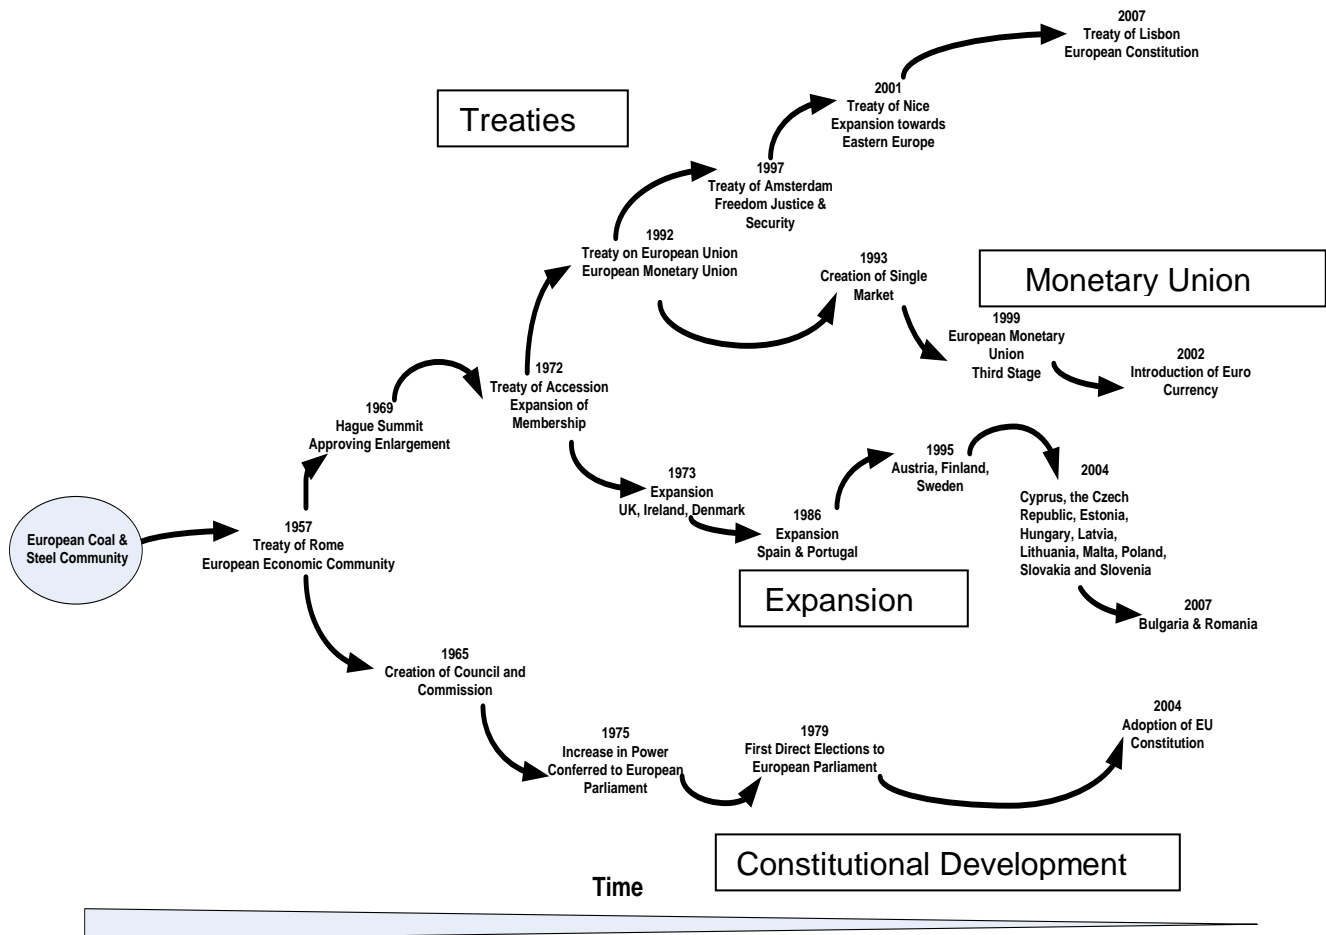 2007
Treaty of Lisbon
European Constitution
2001
Treaty of Nice
Expansion towards
Eastern Europe
Treaties
1997
Treaty of Amsterdam
Freedom Justice &
Security
1992
Treaty on European Union
European Monetary Union
1993
Creation of Single
Market
Monetary Union
1999
European Monetary
Union
Third Stage
2002
Introduction of Euro
Currency
1972
Treaty of Accession
Expansion of
Membership
1969
Hague Summit
Approving Enlargement
1973
Expansion
UK, Ireland, Denmark
1986
Expansion
Spain & Portugal
1995
Austria, Finland,
Sweden
2004
Cyprus, the Czech
Republic, Estonia,
Hungary, Latvia,
Lithuania, Malta, Poland,
Slovakia and Slovenia
2007
Bulgaria & Romania
Expansion
European Coal &
Steel Community
1957
Treaty of Rome
European Economic Community
1965
Creation of Council and
Commission
1975
Increase in Power
Conferred to European
Parliament
1979
First Direct Elections to
European Parliament
2004
Adoption of EU
Constitution
Constitutional Development
Time